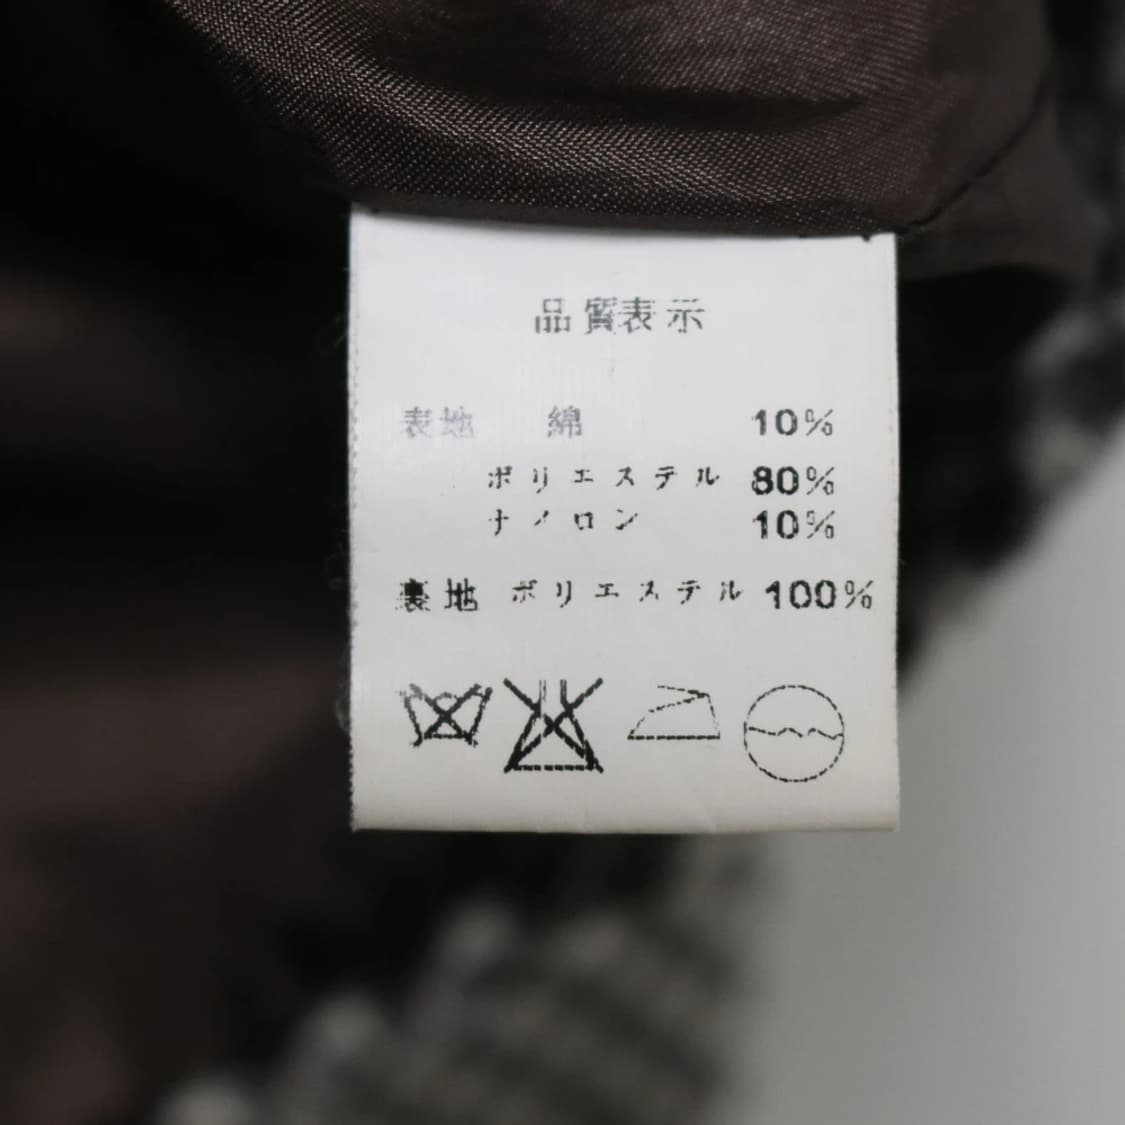 品質表示
表地 綿 10%
ポリエステル 80%
ナイロン 10%
裏地 ポリエステル 100%